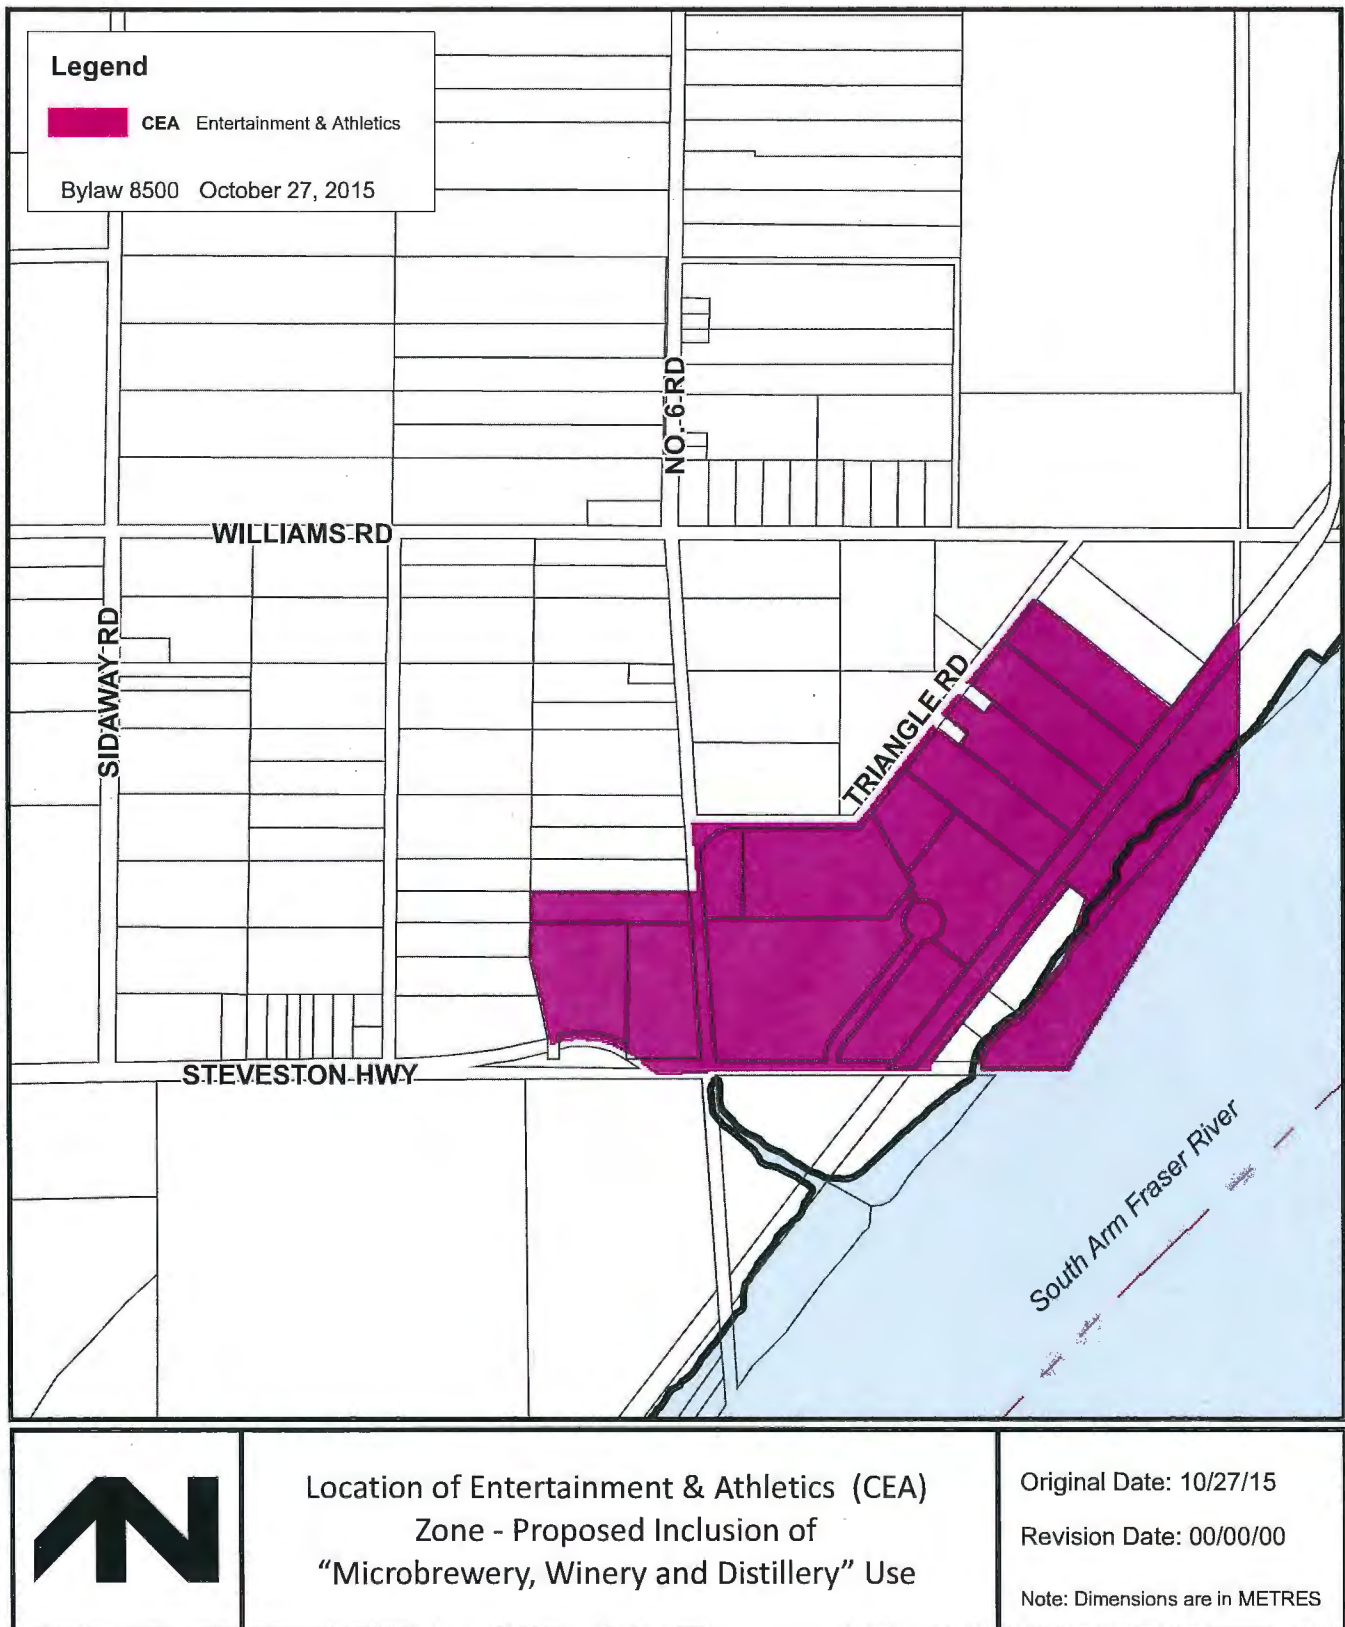 Legend
CEA Entertainment & Athletics
Bylaw 8500 October 27, 2015
NO. 6 RD
WILLIAMS RD
SIDAWAY RD
TRIANGLE RD
STEVESTON HWY
South Arm Fraser River
Location of Entertainment & Athletics (CEA)
Zone - Proposed Inclusion of
“Microbrewery, Winery and Distillery” Use
Original Date: 10/27/15
Revision Date: 00/00/00
Note: Dimensions are in METRES